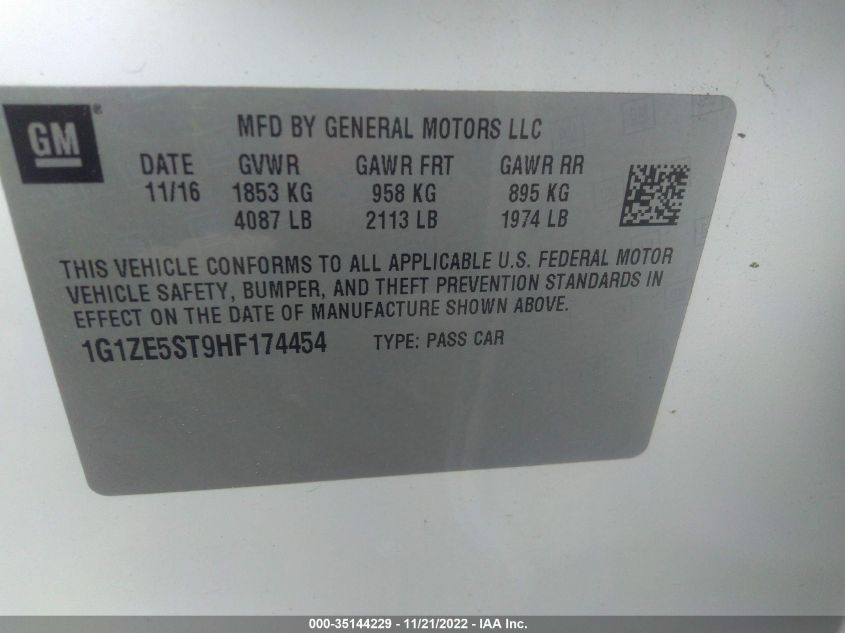 GM®
MFD BY GENERAL MOTORS LLC
DATE GVWR GAWR FRT GAWR RR
11/16 1853 KG 958 KG 895 KG
4087 LB 2113 LB 1974 LB
THIS VEHICLE CONFORMS TO ALL APPLICABLE U.S. FEDERAL MOTOR
VEHICLE SAFETY, BUMPER, AND THEFT PREVENTION STANDARDS IN
EFFECT ON THE DATE OF MANUFACTURE SHOWN ABOVE.
1G1ZE5ST9HF174454 TYPE: PASS CAR
000-35144229 - 11/21/2022 - IAA Inc.